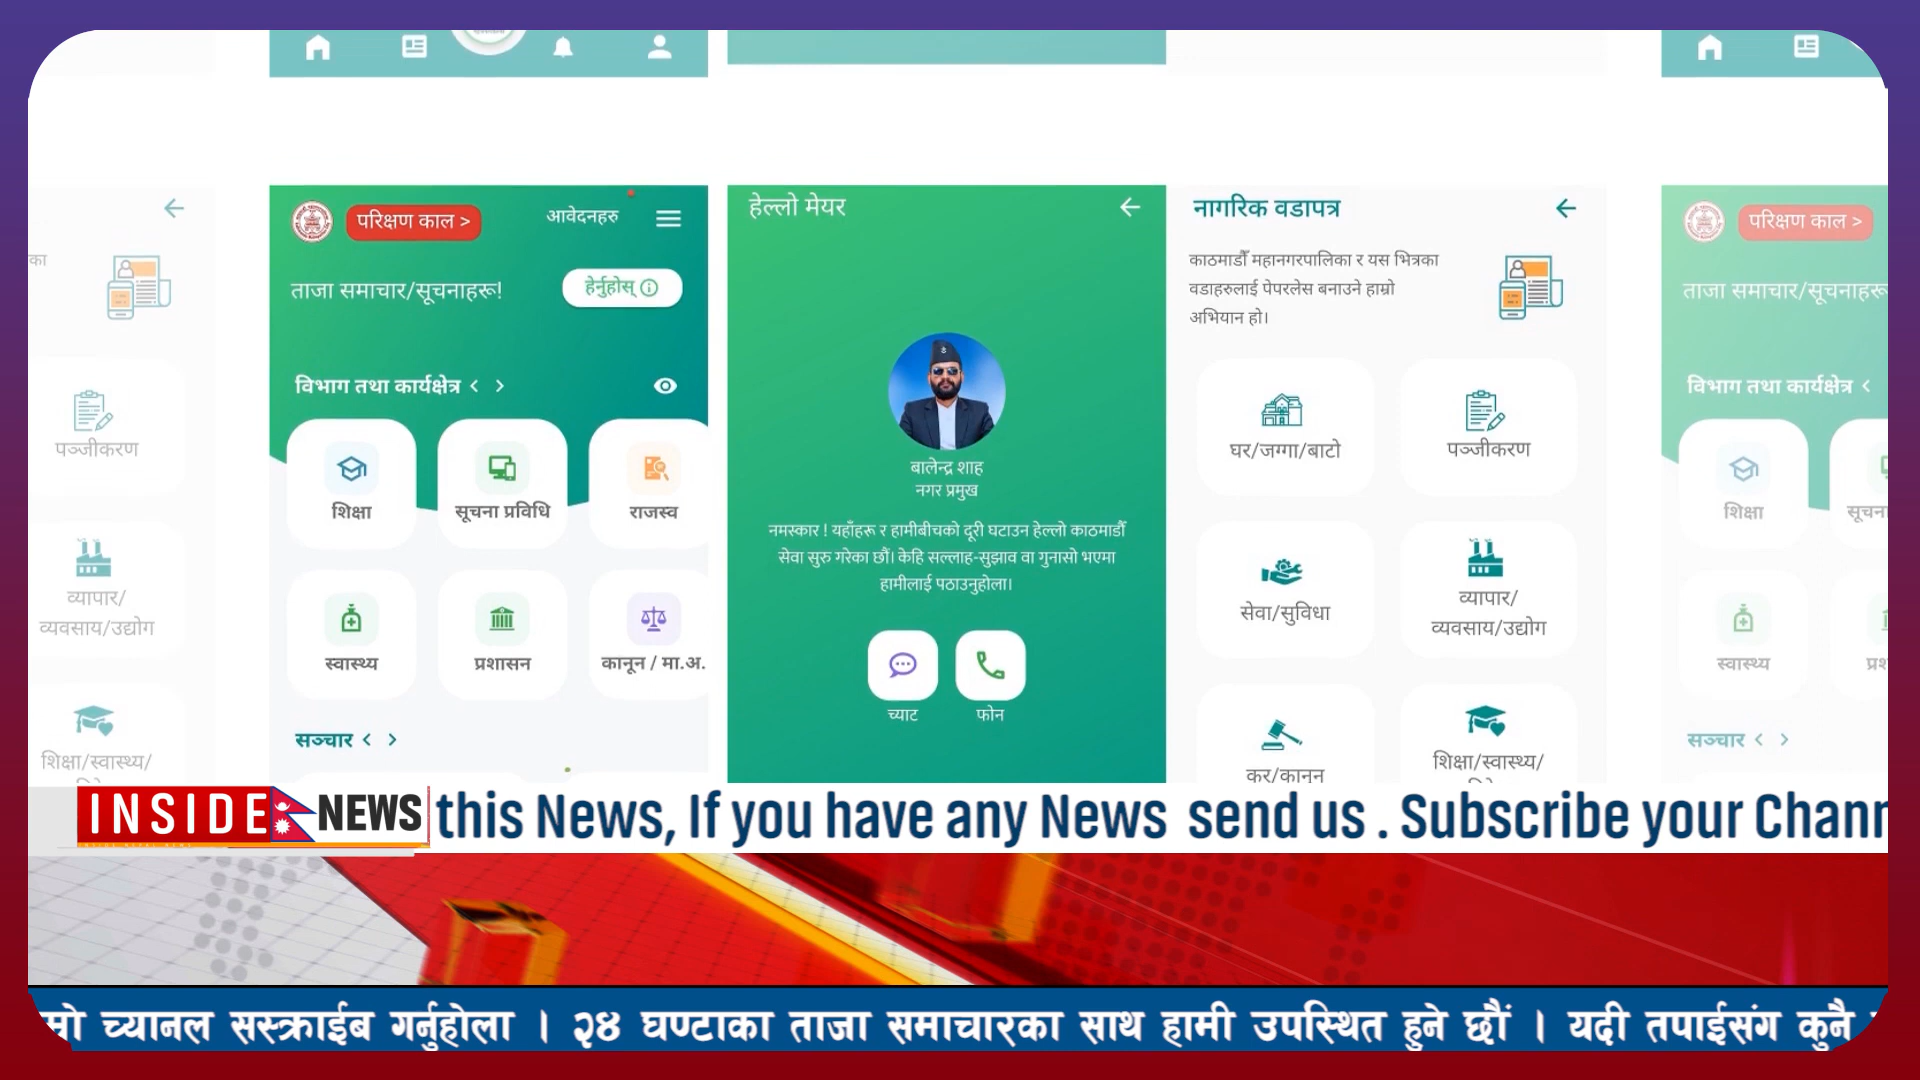 परिक्षण काल >
आवेदनहरु
ताजा समाचार/सूचनाहरू!
हेर्नुहोस्
विभाग तथा कार्यक्षेत्र < >
शिक्षा
सूचना प्रविधि
राजस्व
स्वास्थ्य
प्रशासन
कानून / मा.अ.
सञ्चार < >
हेल्लो मेयर
बालेन्द्र शाह
नगर प्रमुख
नमस्कार ! यहाँहरू र हामीबीचको दूरी घटाउन हेल्लो काठमाडौँ
सेवा सुरु गरेका छौं। केहि सल्लाह-सुझाव वा गुनासो भएमा
हामीलाई पठाउनुहोला।
च्याट
फोन
नागरिक वडापत्र
काठमाडौँ महानगरपालिका र यस भित्रका
वडाहरुलाई पेपरलेस बनाउने हाम्रो
अभियान हो।
घर/जग्गा/बाटो
पञ्जीकरण
सेवा/सुविधा
व्यापार/
व्यवसाय/उद्योग
कर/कानून
शिक्षा/स्वास्थ्य/
का
पञ्जीकरण
व्यापार/
व्यवसाय/उद्योग
शिक्षा/स्वास्थ्य/
परिक्षण काल >
ताजा समाचार/सूचनाहरू
विभाग तथा कार्यक्षेत्र <
शिक्षा
सूचना
स्वास्थ्य
प्रश
सञ्चार < >
INSIDE NEWS
this News, If you have any News send us . Subscribe your Chann
मो च्यानल सस्क्राईब गर्नुहोला । २४ घण्टाका ताजा समाचारका साथ हामी उपस्थित हुने छौं । यदी तपाईसंग कुनै